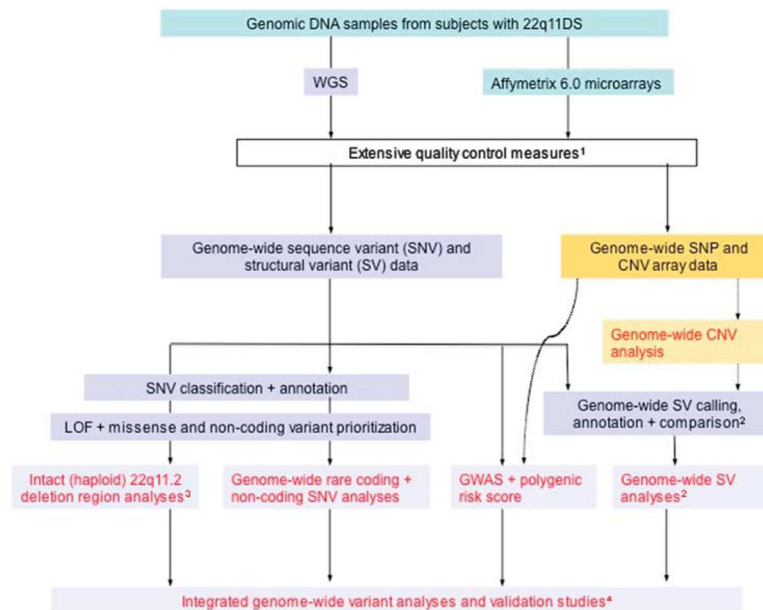 Genomic DNA samples from subjects with 22q11DS
WGS
Affymetrix 6.0 microarrays
Extensive quality control measures¹
Genome-wide sequence variant (SNV) and
structural variant (SV) data
Genome-wide SNP and
CNV array data
Genome-wide CNV
analysis
SNV classification + annotation
LOF + missense and non-coding variant prioritization
Genome-wide SV calling,
annotation + comparison²
Intact (haploid) 22q11.2
deletion region analyses³
Genome-wide rare coding +
non-coding SNV analyses
GWAS + polygenic
risk score
Genome-wide SV
analyses²
Integrated genome-wide variant analyses and validation studies⁴